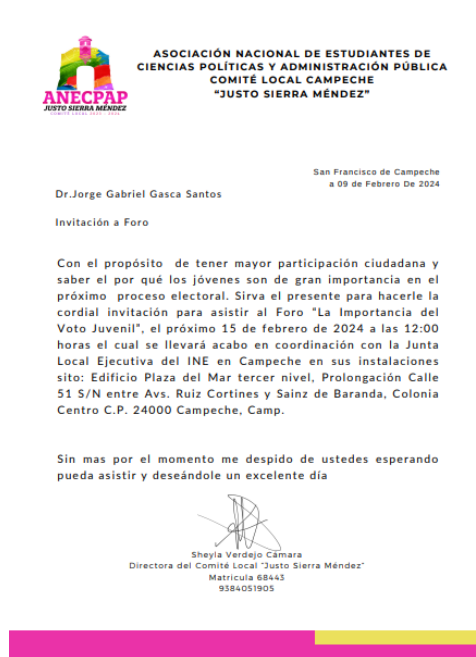 ASOCIACIÓN NACIONAL DE ESTUDIANTES DE
CIENCIAS POLÍTICAS Y ADMINISTRACIÓN PÚBLICA
COMITÉ LOCAL CAMPECHE
"JUSTO SIERRA MÉNDEZ"
ANECPAP
JUSTO SIERRA MÉNDEZ
COMITÉ LOCAL 2023 - 2024
San Francisco de Campeche
a 09 de Febrero De 2024
Dr.Jorge Gabriel Gasca Santos
Invitación a Foro
Con el propósito de tener mayor participación ciudadana y
saber el por qué los jóvenes son de gran importancia en el
próximo proceso electoral. Sirva el presente para hacerle la
cordial invitación para asistir al Foro "La Importancia del
Voto Juvenil", el próximo 15 de febrero de 2024 a las 12:00
horas el cual se llevará acabo en coordinación con la Junta
Local Ejecutiva del INE en Campeche en sus instalaciones
sito: Edificio Plaza del Mar tercer nivel, Prolongación Calle
51 S/N entre Avs. Ruiz Cortines y Sainz de Baranda, Colonia
Centro C.P. 24000 Campeche, Camp.
Sin mas por el momento me despido de ustedes esperando
pueda asistir y deseándole un excelente día
Sheyla Verdejo Cámara
Directora del Comité Local "Justo Sierra Méndez"
Matricula 68443
9384051905